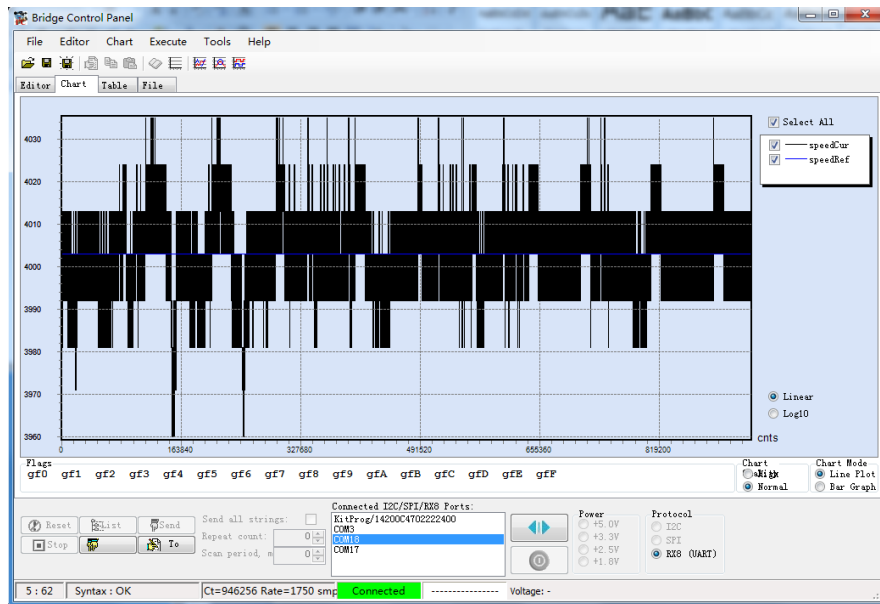 Bridge Control Panel
File Editor Chart Execute Tools Help
Editor Chart Table File
4030
4020
4010
4000
3990
3980
3970
3960
0 163840 327680 491520 655360 819200
cnts
Select All
speedCur
speedRef
Linear
Log10
Flags
gf0 gf1 gf2 gf3 gf4 gf5 gf6 gf7 gf8 gf9 gfA gfB gfC gfD gfE gfF
Chart
Normal
Chart Mode
Line Plot
Bar Graph
Reset List Send
Stop To
Send all strings:
Repeat count: 0
Scan period, m 0
Connected I2C/SPI/RX8 Ports:
KitProg/14200C4702222400
COM3
COM18
COM17
Power
+5.0V
+3.3V
+2.5V
+1.8V
Protocol
I2C
SPI
RX8 (UART)
5 : 62 Syntax : OK Ct=946256 Rate=1750 smp Connected --------------- Voltage: -